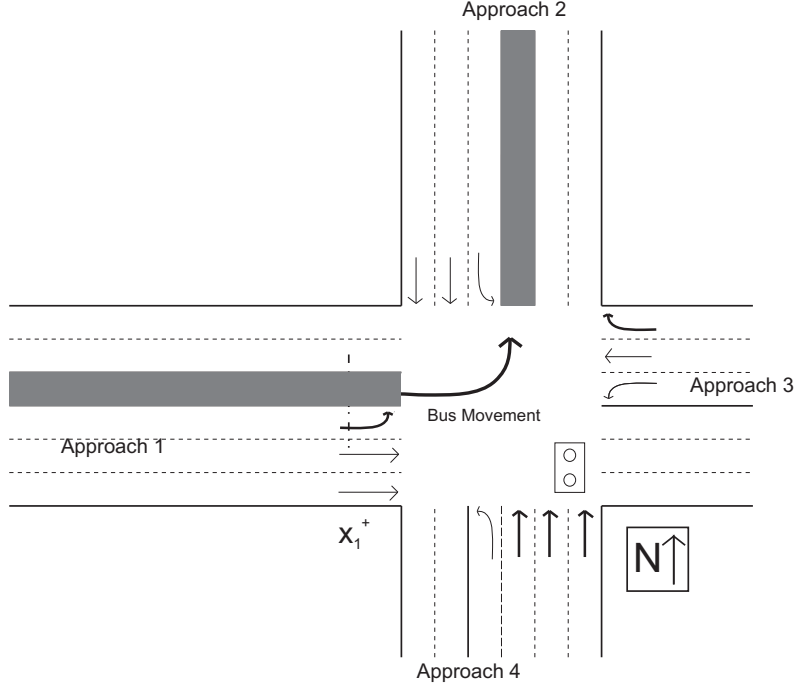 Approach 2
Approach 3
Bus Movement
Approach 1
x₁⁺
N
Approach 4